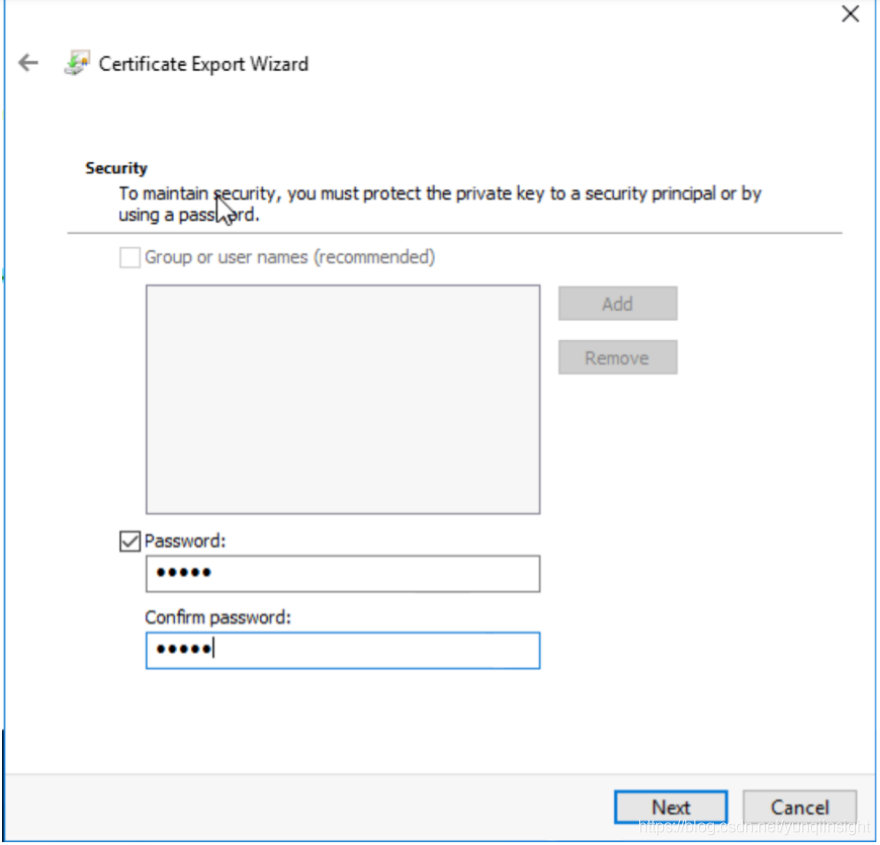 Certificate Export Wizard
Security
To maintain security, you must protect the private key to a security principal or by
using a password.
Group or user names (recommended)
Add
Remove
Password:
•••••
Confirm password:
•••••
Next
Cancel
https://blog.csdn.net/yunqiinsight